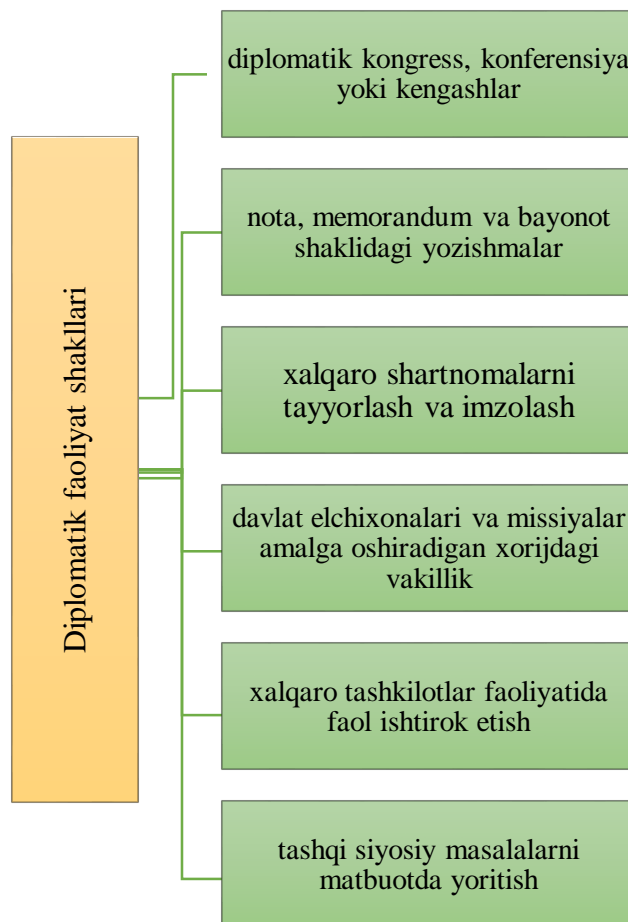 Diplomatik faoliyat shakllari
diplomatik kongress, konferensiya
yoki kengashlar
nota, memorandum va bayonot
shaklidagi yozishmalar
xalqaro shartnomalarni
tayyorlash va imzolash
davlat elchixonalari va missiyalar
amalga oshiradigan xorijdagi
vakillik
xalqaro tashkilotlar faoliyatida
faol ishtirok etish
tashqi siyosiy masalalarni
matbuotda yoritish